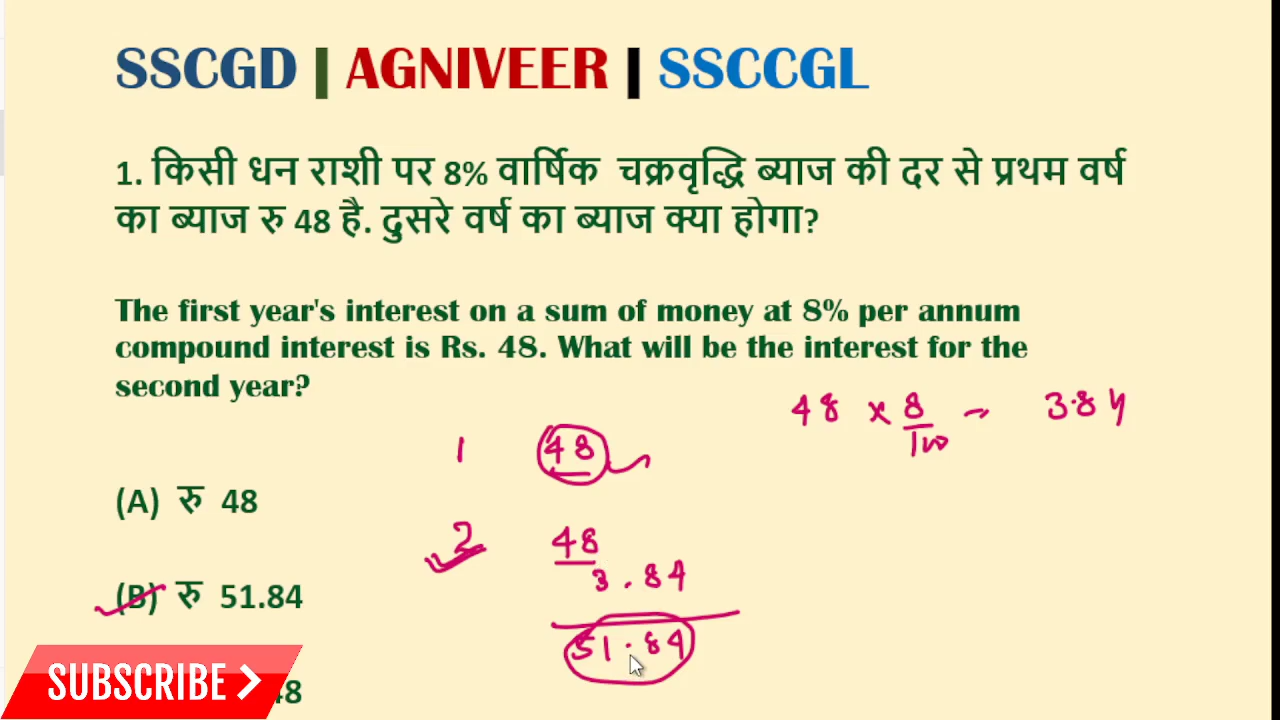 SSCGD | AGNIVEER | SSCCGL
1. किसी धन राशी पर 8% वार्षिक चक्रवृद्धि ब्याज की दर से प्रथम वर्ष
का ब्याज रु 48 है. दुसरे वर्ष का ब्याज क्या होगा?
The first year's interest on a sum of money at 8% per annum
compound interest is Rs. 48. What will be the interest for the
second year?
48 × 8/100 = 3.84
1 48
(A) रु 48
2 48
3.84
(B) रु 51.84
51.84
SUBSCRIBE
48